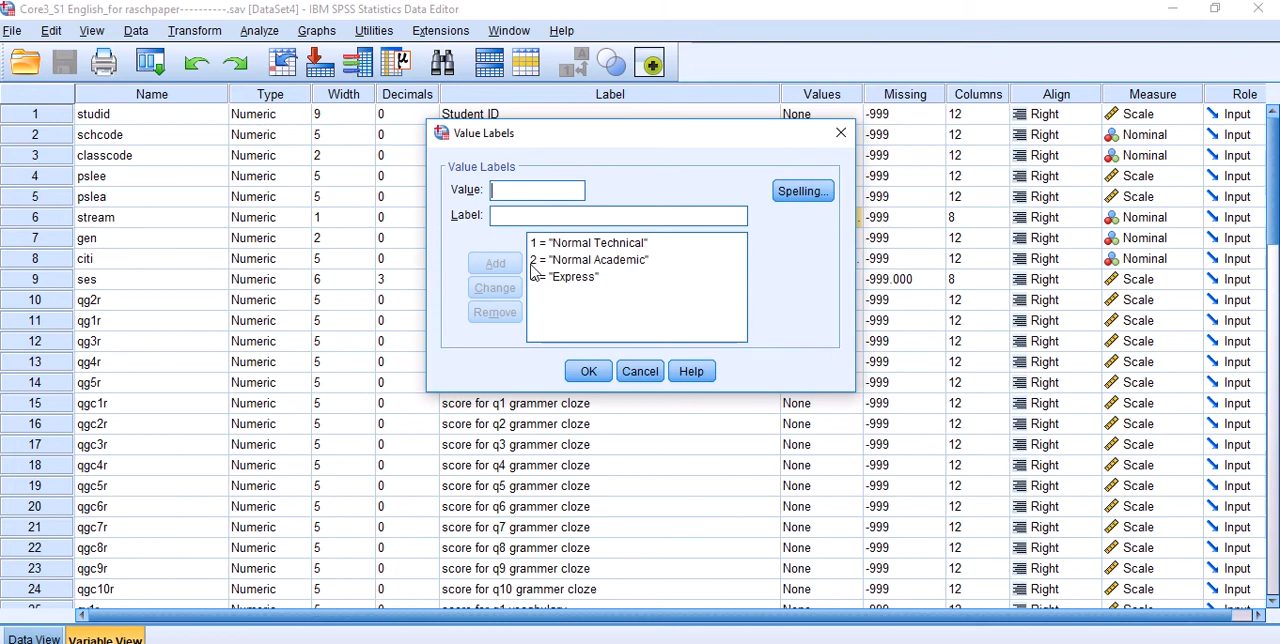 Core3_S1 English_for raschpaper----------.sav [DataSet4] - IBM SPSS Statistics Data Editor
File Edit View Data Transform Analyze Graphs Utilities Extensions Window Help
Name Type Width Decimals Label Values Missing Columns Align Measure Role
1 studid Numeric 9 0 Student ID None -999 12 Right Scale Input
2 schcode Numeric 5 0 -999 12 Right Nominal Input
3 classcode Numeric 2 0 -999 12 Right Nominal Input
4 pslee Numeric 5 0 -999 12 Right Scale Input
5 pslea Numeric 5 0 -999 12 Right Scale Input
6 stream Numeric 1 0 -999 8 Right Nominal Input
7 gen Numeric 2 0 -999 12 Right Nominal Input
8 citi Numeric 5 0 -999 12 Right Nominal Input
9 ses Numeric 6 3 -999.000 8 Right Scale Input
10 qg2r Numeric 5 0 -999 12 Right Scale Input
11 qg1r Numeric 5 0 -999 12 Right Scale Input
12 qg3r Numeric 5 0 -999 12 Right Scale Input
13 qg4r Numeric 5 0 -999 12 Right Scale Input
14 qg5r Numeric 5 0 -999 12 Right Scale Input
15 qgc1r Numeric 5 0 score for q1 grammer cloze None -999 12 Right Scale Input
16 qgc2r Numeric 5 0 score for q2 grammer cloze None -999 12 Right Scale Input
17 qgc3r Numeric 5 0 score for q3 grammer cloze None -999 12 Right Scale Input
18 qgc4r Numeric 5 0 score for q4 grammer cloze None -999 12 Right Scale Input
19 qgc5r Numeric 5 0 score for q5 grammer cloze None -999 12 Right Scale Input
20 qgc6r Numeric 5 0 score for q6 grammer cloze None -999 12 Right Scale Input
21 qgc7r Numeric 5 0 score for q7 grammer cloze None -999 12 Right Scale Input
22 qgc8r Numeric 5 0 score for q8 grammer cloze None -999 12 Right Scale Input
23 qgc9r Numeric 5 0 score for q9 grammer cloze None -999 12 Right Scale Input
24 qgc10r Numeric 5 0 score for q10 grammer cloze None -999 12 Right Scale Input
Value Labels
Value Labels
Value: Spelling...
Label:
1 = "Normal Technical"
2 = "Normal Academic"
= "Express"
Add
Change
Remove
OK Cancel Help
Data View Variable View